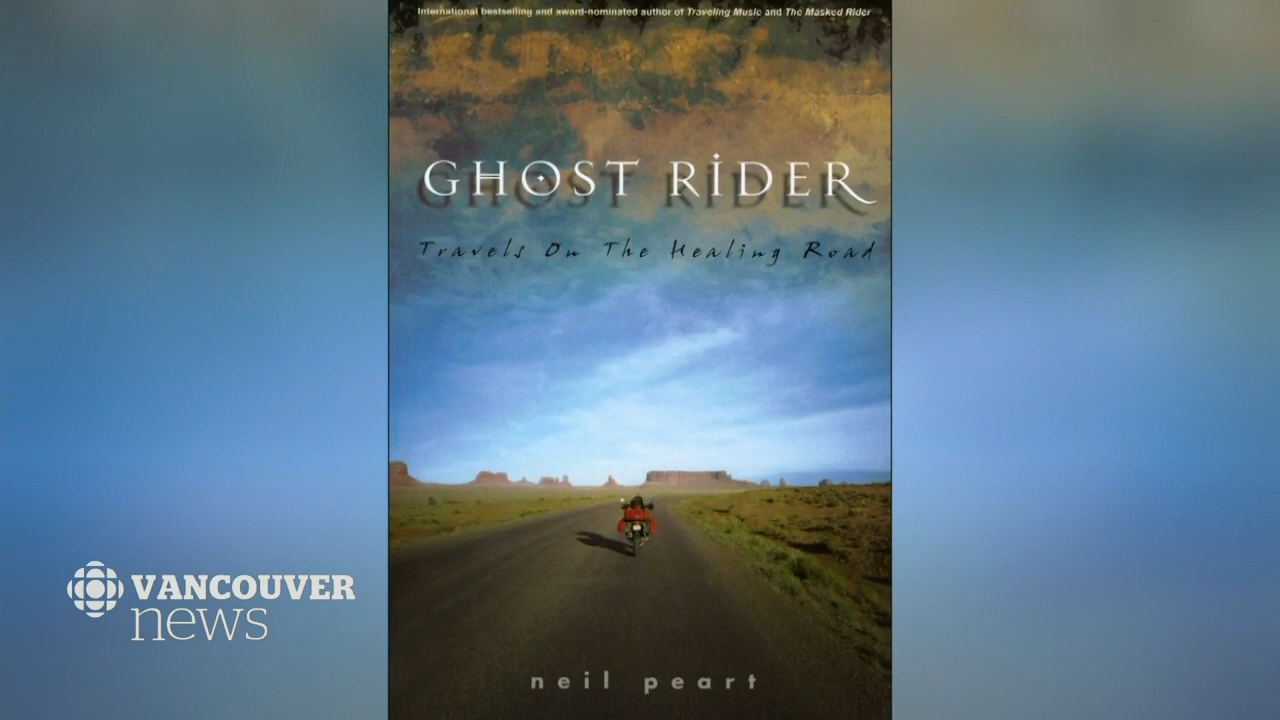 International bestselling and award-nominated author of Traveling Music and The Masked Rider
GHOST RIDER
Travels On The Healing Road
neil peart
VANCOUVER
news